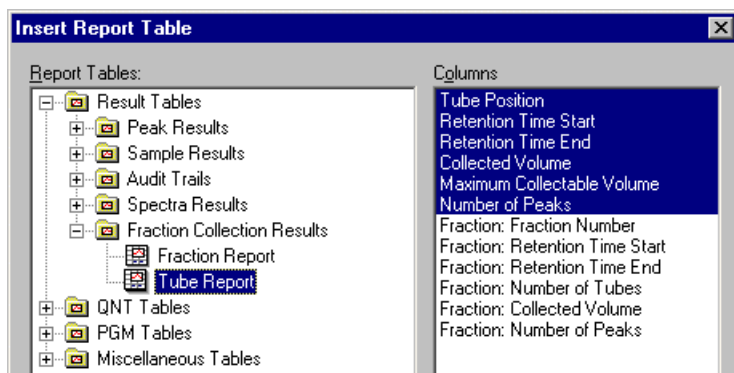 Insert Report Table
Report Tables:
Result Tables
Peak Results
Sample Results
Audit Trails
Spectra Results
Fraction Collection Results
Fraction Report
Tube Report
QNT Tables
PGM Tables
Miscellaneous Tables
Columns
Tube Position
Retention Time Start
Retention Time End
Collected Volume
Maximum Collectable Volume
Number of Peaks
Fraction: Fraction Number
Fraction: Retention Time Start
Fraction: Retention Time End
Fraction: Number of Tubes
Fraction: Collected Volume
Fraction: Number of Peaks